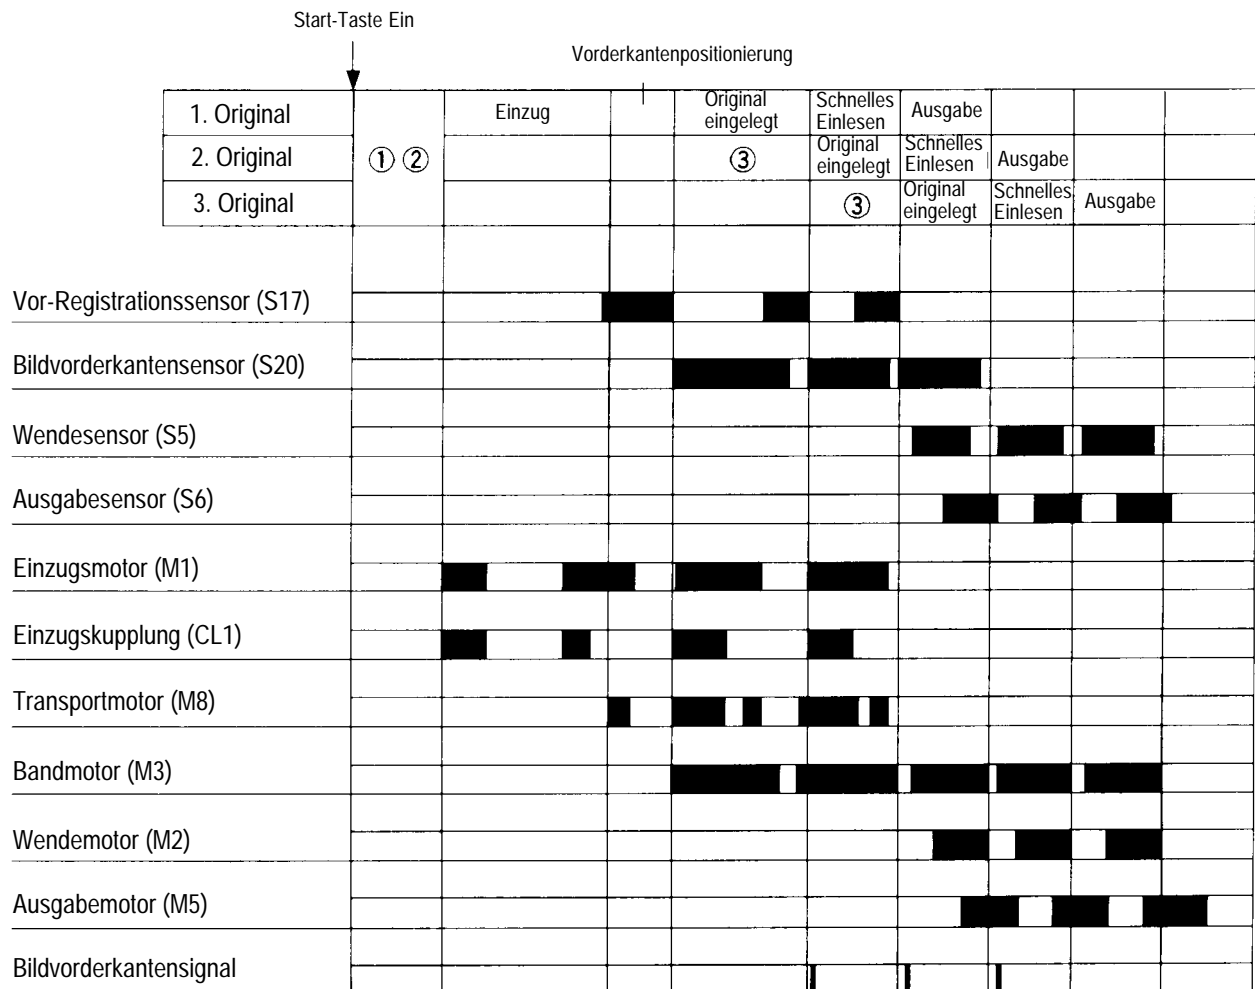 Start-Taste Ein
Vorderkantenpositionierung
1. Original
Einzug
Original
eingelegt
Schnelles
Einlesen
Ausgabe
2. Original
① ②
③
Original
eingelegt
Schnelles
Einlesen
Ausgabe
3. Original
③
Original
eingelegt
Schnelles
Einlesen
Ausgabe
Vor-Registrationssensor (S17)
Bildvorderkantensensor (S20)
Wendesensor (S5)
Ausgabesensor (S6)
Einzugsmotor (M1)
Einzugskupplung (CL1)
Transportmotor (M8)
Bandmotor (M3)
Wendemotor (M2)
Ausgabemotor (M5)
Bildvorderkantensignal